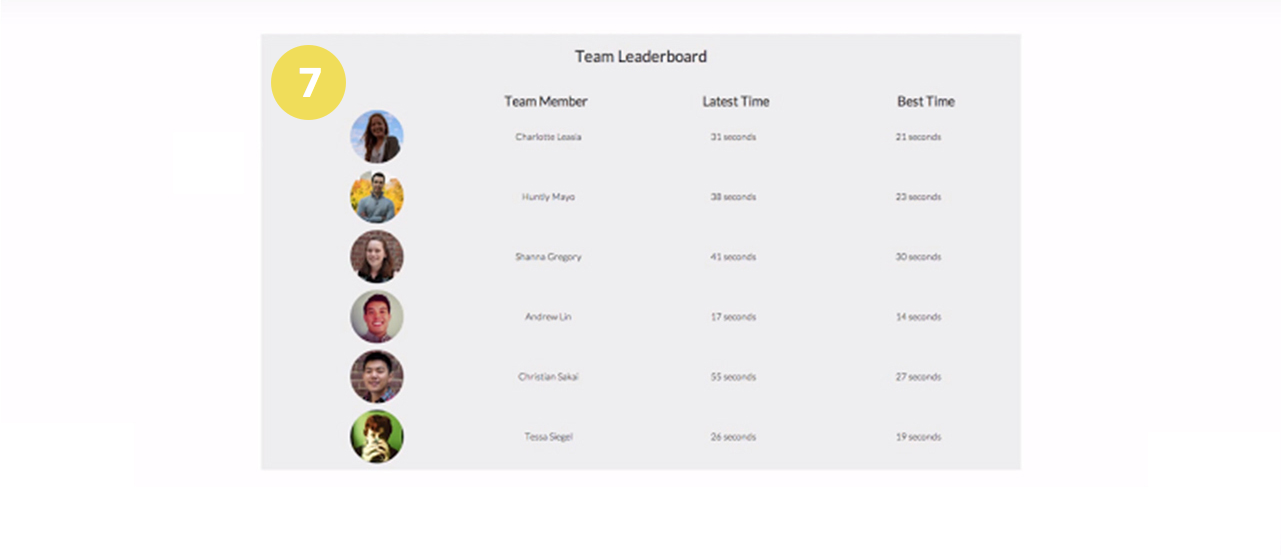 7
Team Leaderboard
Team Member Latest Time Best Time
Charlotte Leasia 31 seconds 21 seconds
Huntly Mayo 38 seconds 23 seconds
Shanna Gregory 41 seconds 30 seconds
Andrew Lin 17 seconds 14 seconds
Christian Sakai 55 seconds 27 seconds
Tessa Siegel 26 seconds 19 seconds